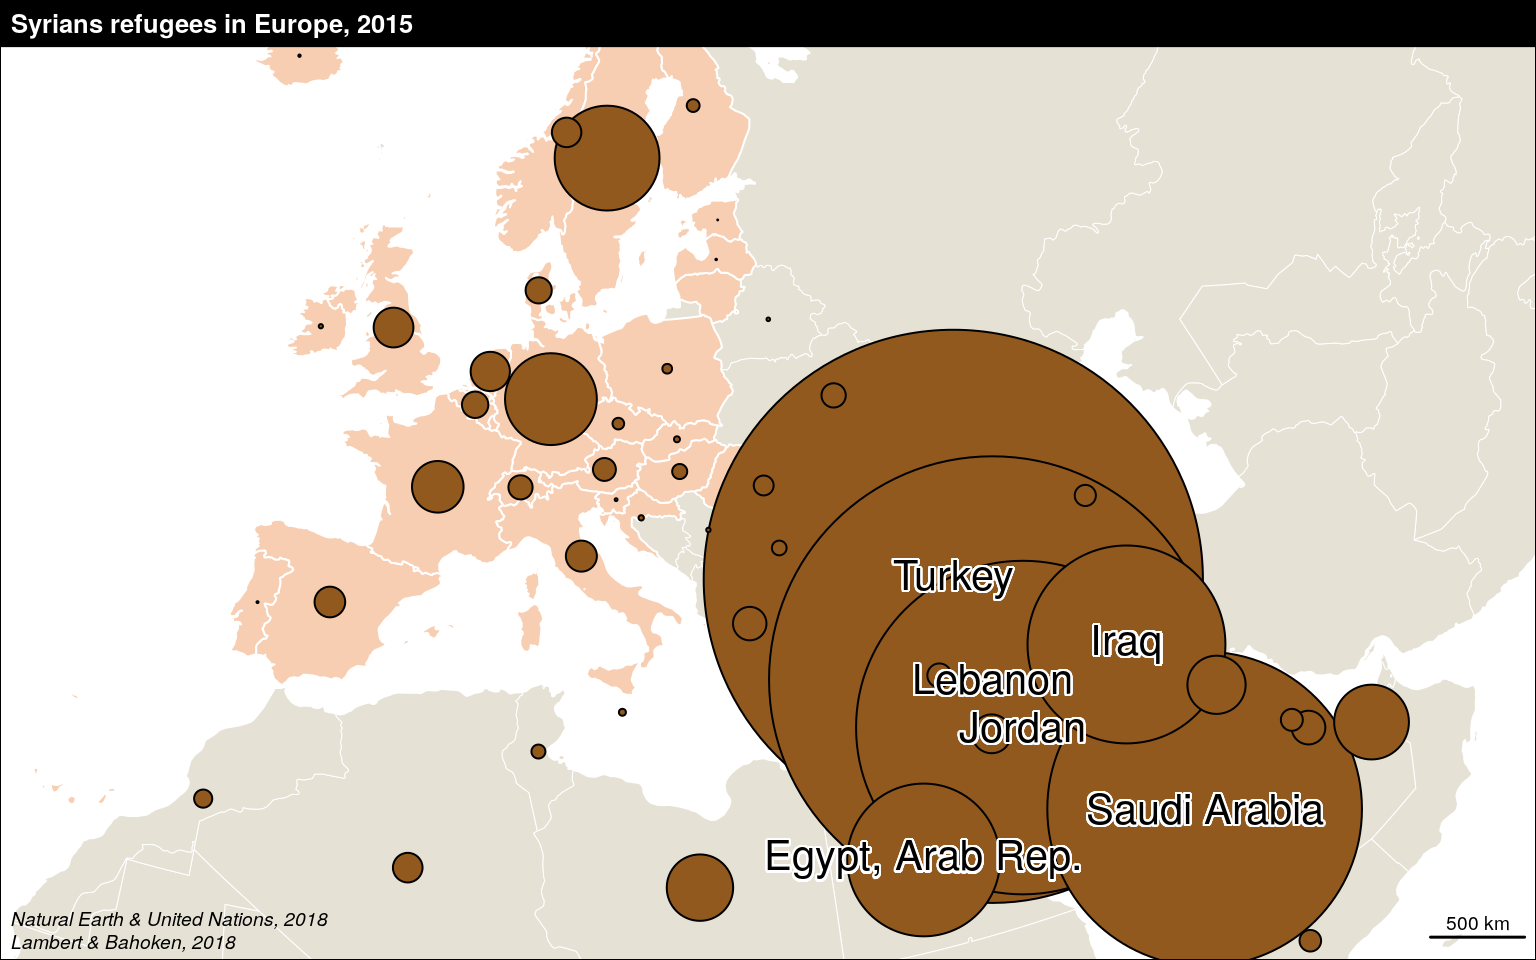 Syrians refugees in Europe, 2015
Turkey
Iraq
Lebanon
Jordan
Saudi Arabia
Egypt, Arab Rep.
Natural Earth & United Nations, 2018
Lambert & Bahoken, 2018
500 km